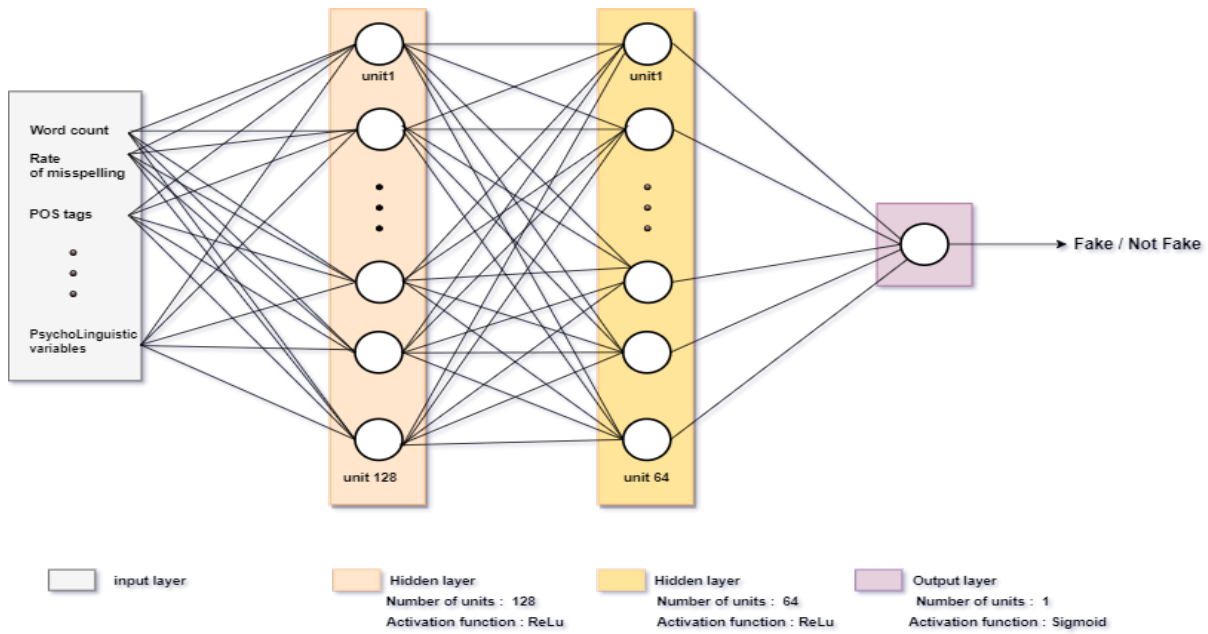 unit1
unit1
Word count
Rate
of misspelling
POS tags
PsychoLinguistic
variables
Fake / Not Fake
unit 128
unit 64
input layer
Hidden layer
Number of units : 128
Activation function : ReLu
Hidden layer
Number of units : 64
Activation function : ReLu
Output layer
Number of units : 1
Activation function : Sigmoid